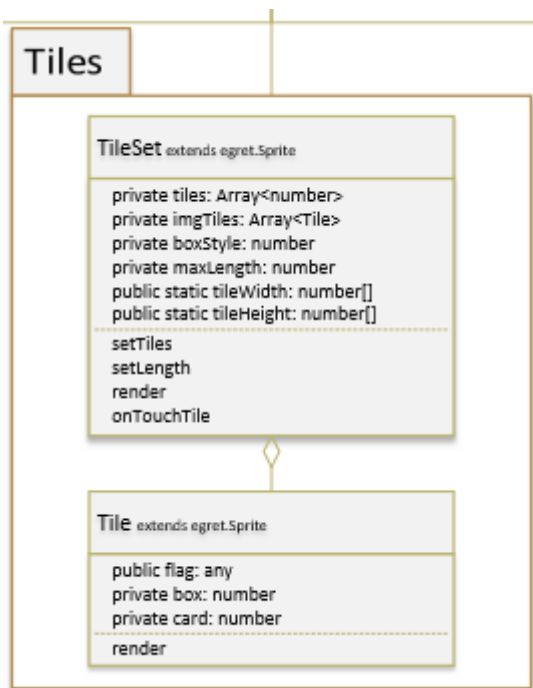 Tiles
TileSet extends egret.Sprite
private tiles: Array<number>
private imgTiles: Array<Tile>
private boxStyle: number
private maxLength: number
public static tileWidth: number[]
public static tileHeight: number[]
setTiles
setLength
render
onTouchTile
Tile extends egret.Sprite
public flag: any
private box: number
private card: number
render